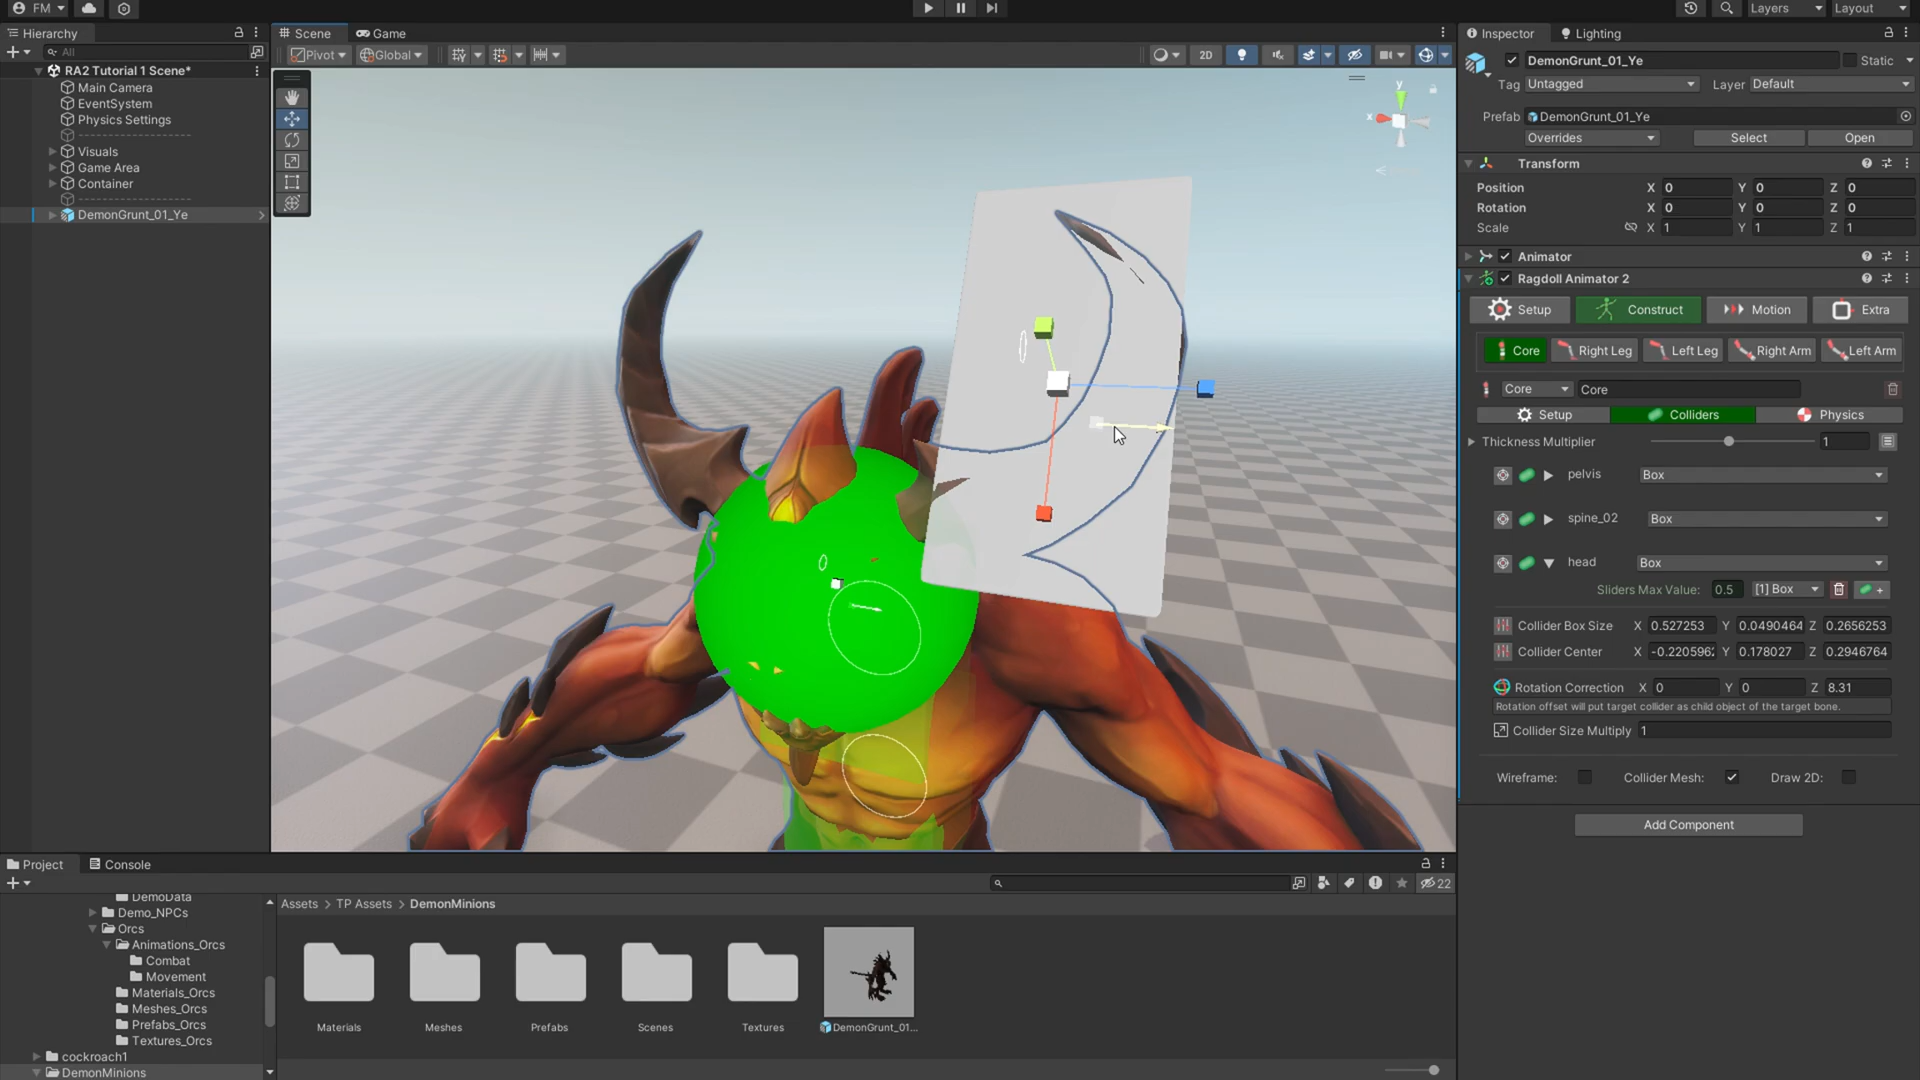 FM
Layers
Layout
Hierarchy
Scene
Game
Inspector
Lighting
All
Pivot
Global
2D
DemonGrunt_01_Ye
Static
RA2 Tutorial 1 Scene*
Main Camera
EventSystem
Physics Settings
Visuals
Game Area
Container
DemonGrunt_01_Ye
y
x
Tag Untagged
Layer Default
Prefab DemonGrunt_01_Ye
Overrides
Select
Open
Transform
Position X 0 Y 0 Z 0
Rotation X 0 Y 0 Z 0
Scale X 1 Y 1 Z 1
Animator
Ragdoll Animator 2
Setup
Construct
Motion
Extra
Core
Right Leg
Left Leg
Right Arm
Left Arm
Core
Core
Setup
Colliders
Physics
Thickness Multiplier 1
pelvis Box
spine_02 Box
head Box
Sliders Max Value: 0.5 [1] Box +
Collider Box Size X 0.527253 Y 0.0490464 Z 0.2656253
Collider Center X -0.220596 Y 0.178027 Z 0.2946764
Rotation Correction X 0 Y 0 Z 8.31
Rotation offset will put target collider as child object of the target bone.
Collider Size Multiply 1
Wireframe:
Collider Mesh:
Draw 2D:
Add Component
Project
Console
22
DemoData
Demo_NPCs
Orcs
Animations_Orcs
Combat
Movement
Materials_Orcs
Meshes_Orcs
Prefabs_Orcs
Textures_Orcs
cockroach1
DemonMinions
Assets > TP Assets > DemonMinions
Materials
Meshes
Prefabs
Scenes
Textures
DemonGrunt_01...